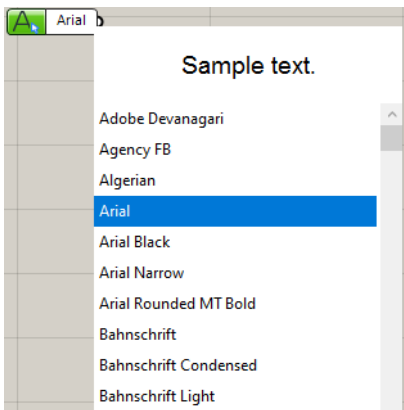 A Arial
Sample text.
Adobe Devanagari
Agency FB
Algerian
Arial
Arial Black
Arial Narrow
Arial Rounded MT Bold
Bahnschrift
Bahnschrift Condensed
Bahnschrift Light